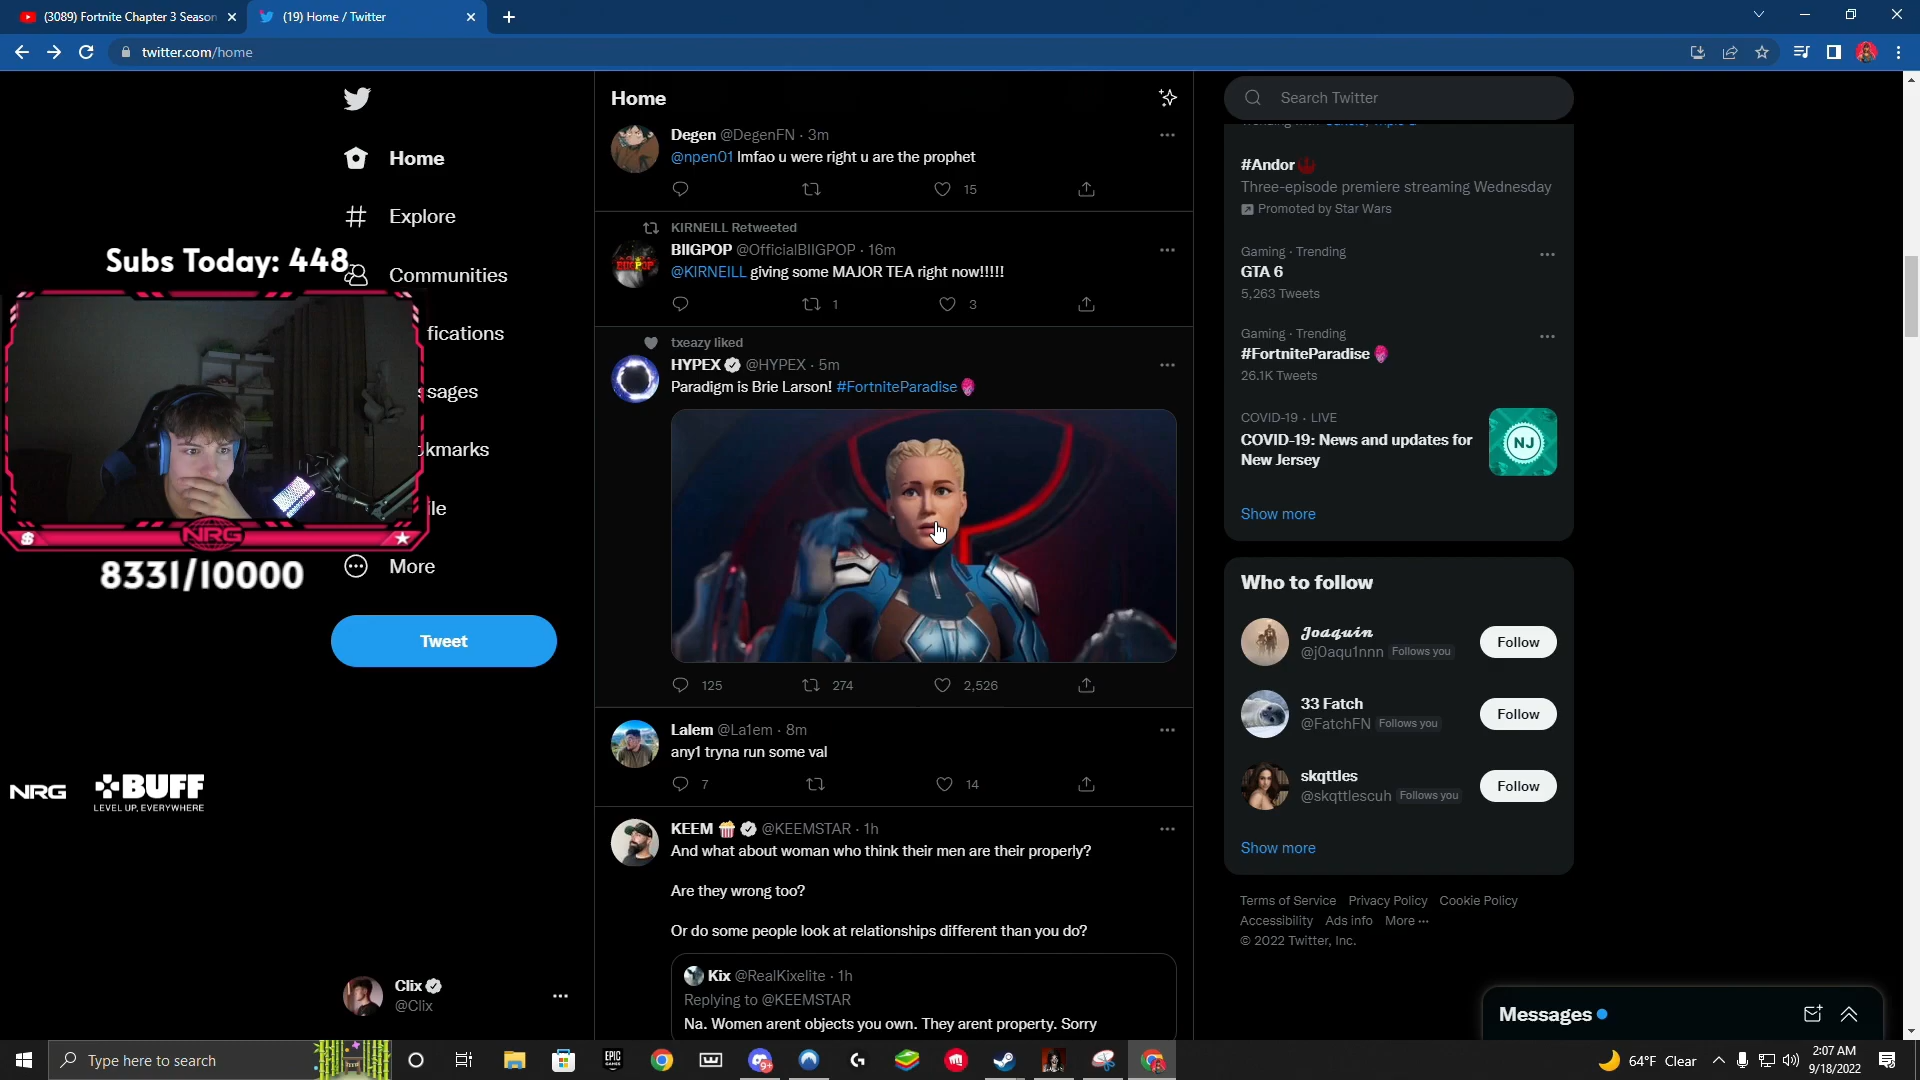 (3089) Fortnite Chapter 3 Season
(19) Home / Twitter
twitter.com/home
Home
Explore
Communities
fications
sages
kmarks
le
More
Tweet
Subs Today: 448
NRG
8331/10000
NRG
BUFF
LEVEL UP, EVERYWHERE
Clix
@Clix
Home
Degen @DegenFN · 3m
@npen01 lmfao u were right u are the prophet
15
KIRNEILL Retweeted
BIIGPOP @OfficialBIIGPOP · 16m
@KIRNEILL giving some MAJOR TEA right now!!!!!
1 3
txeazy liked
HYPEX @HYPEX · 5m
Paradigm is Brie Larson! #FortniteParadise
125 274 2,526
Lalem @La1em · 8m
any1 tryna run some val
7 14
KEEM @KEEMSTAR · 1h
And what about woman who think their men are their properly?
Are they wrong too?
Or do some people look at relationships different than you do?
Kix @RealKixelite · 1h
Replying to @KEEMSTAR
Na. Women arent objects you own. They arent property. Sorry
Search Twitter
#Andor
Three-episode premiere streaming Wednesday
Promoted by Star Wars
Gaming · Trending
GTA 6
5,263 Tweets
Gaming · Trending
#FortniteParadise
26.1K Tweets
COVID-19 · LIVE
COVID-19: News and updates for
New Jersey
NJ
Show more
Who to follow
Joaquin
@j0aqu1nnn Follows you
Follow
33 Fatch
@FatchFN Follows you
Follow
skqttles
@skqttlescuh Follows you
Follow
Show more
Terms of Service Privacy Policy Cookie Policy
Accessibility Ads info More ···
© 2022 Twitter, Inc.
Messages
Type here to search
EPIC
GAMES
9+
64°F Clear
2:07 AM
9/18/2022